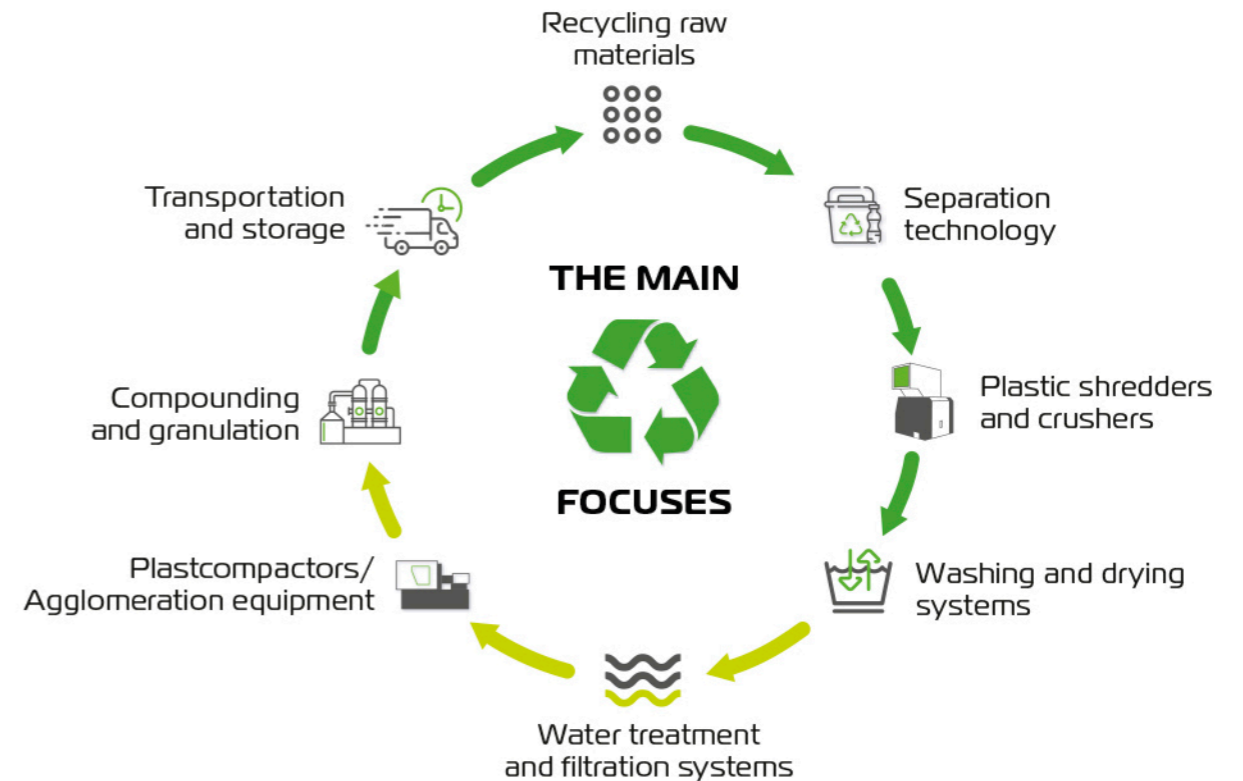 Recycling raw
materials
Separation
technology
Plastic shredders
and crushers
Washing and drying
systems
Water treatment
and filtration systems
Plastcompactors/
Agglomeration equipment
Compounding
and granulation
Transportation
and storage
THE MAIN
FOCUSES